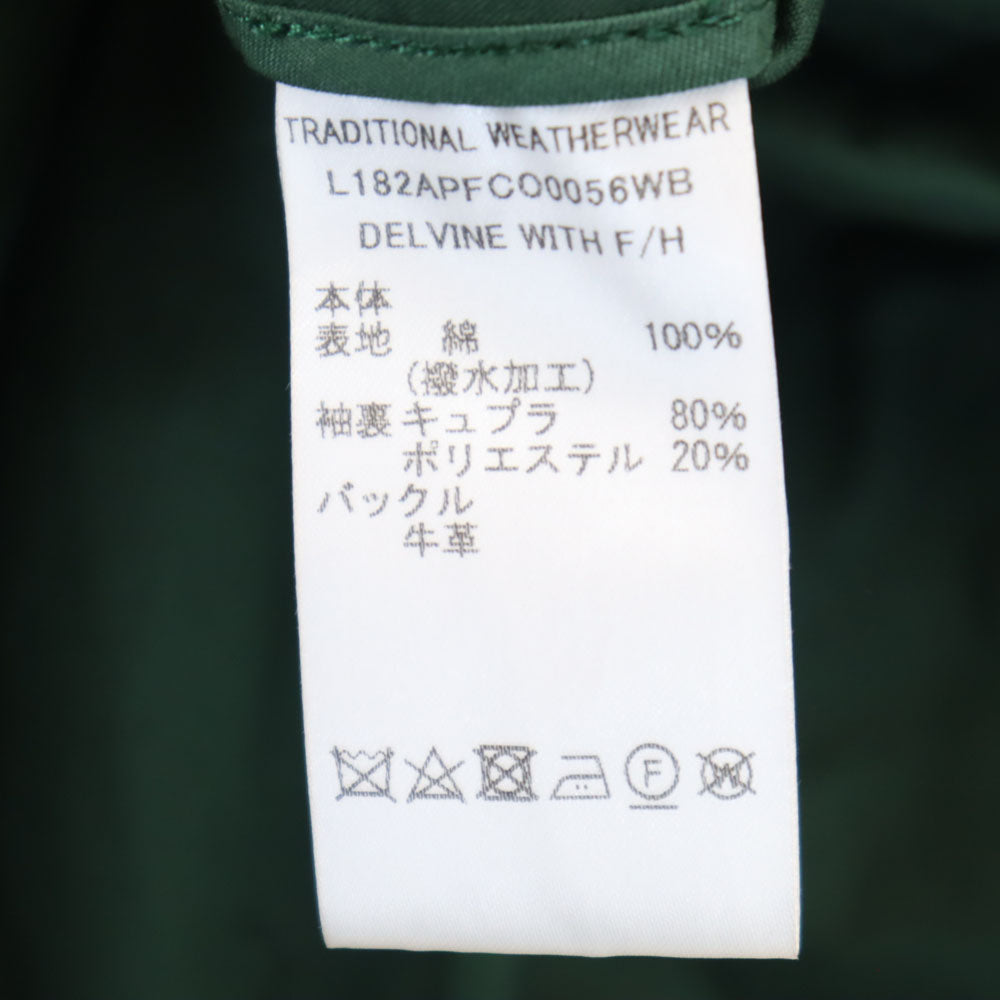 TRADITIONAL WEATHERWEAR
L182APFCO0056WB
DELVINE WITH F/H
本体
表地 綿 100%
(撥水加工)
袖裏 キュプラ 80%
ポリエステル 20%
バックル
牛革
F W